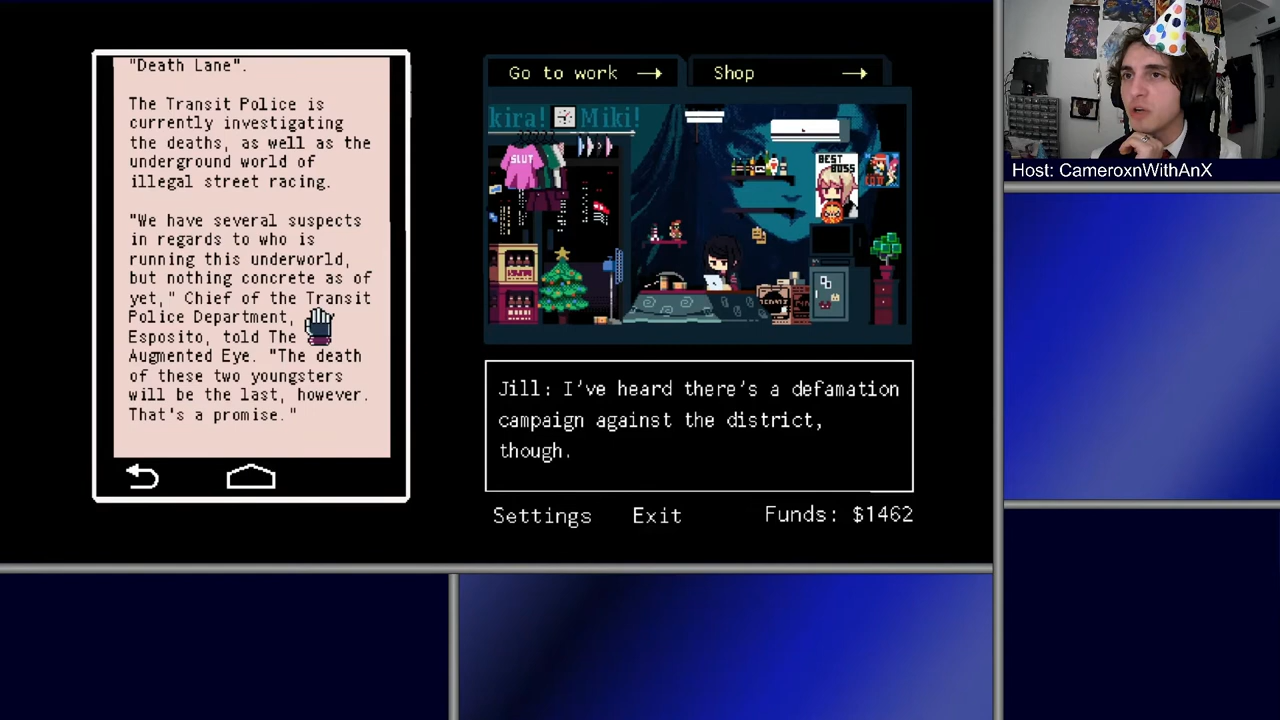 "Death Lane".
The Transit Police is
currently investigating
the deaths, as well as the
underground world of
illegal street racing.
"We have several suspects
in regards to who is
running this underworld,
but nothing concrete as of
yet," Chief of the Transit
Police Department,
Esposito, told The
Augmented Eye. "The death
of these two youngsters
will be the last, however.
That's a promise."
Go to work →
Shop →
kira! Miki!
SLUT
BEST
BOSS
Jill: I've heard there's a defamation
campaign against the district,
though.
Settings Exit Funds: $1462
Host: CameroxnWithAnX